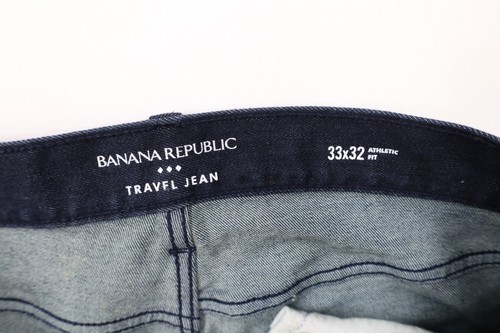 BANANA REPUBLIC
TRAVEL JEAN
33x32 ATHLETIC FIT